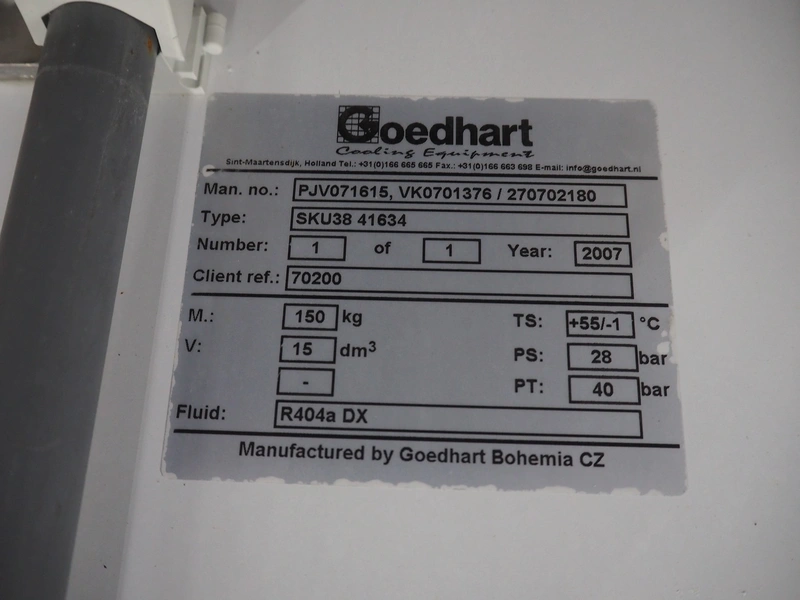 Goedhart
Cooling Equipment
Sint-Maartensdijk, Holland Tel.: +31(0)166 665 665 Fax.: +31(0)166 663 698 E-mail: info@goedhart.nl
Man. no.: PJV071615, VK0701376 / 270702180
Type: SKU38 41634
Number: 1 of 1 Year: 2007
Client ref.: 70200
M.: 150 kg TS: +55/-1 °C
V: 15 dm³ PS: 28 bar
- PT: 40 bar
Fluid: R404a DX
Manufactured by Goedhart Bohemia CZ